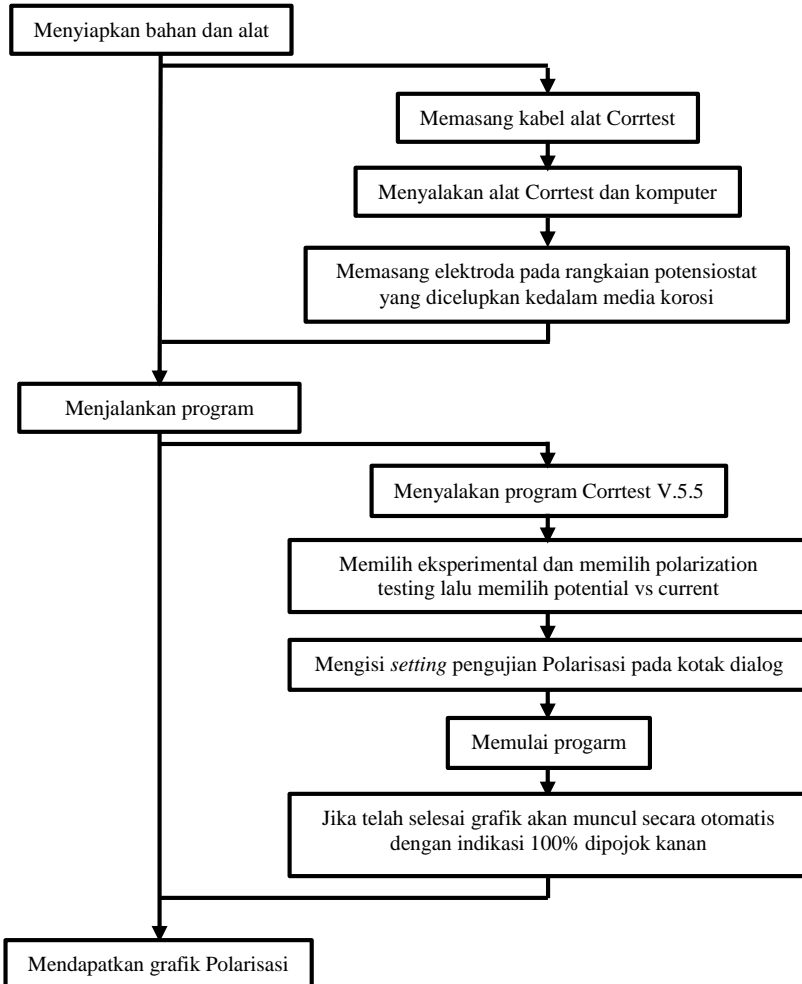 Menyiapkan bahan dan alat
Memasang kabel alat Corrtest
Menyalakan alat Corrtest dan komputer
Memasang elektroda pada rangkaian potensiostat
yang dicelupkan kedalam media korosi
Menjalankan program
Menyalakan program Corrtest V.5.5
Memilih eksperimental dan memilih polarization
testing lalu memilih potential vs current
Mengisi setting pengujian Polarisasi pada kotak dialog
Memulai progarm
Jika telah selesai grafik akan muncul secara otomatis
dengan indikasi 100% dipojok kanan
Mendapatkan grafik Polarisasi